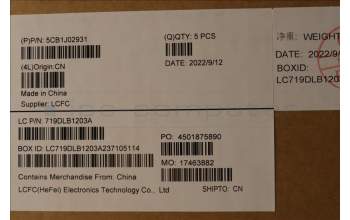 (P)P/N: 5CB1J02931
(Q)QTY: 5 PCS
净重: WEIGHT
(4L)Origin:CN
DATE: 2022/9/12
DATE: 2022/9/
BOXID:
LC719DLB1203A
Made in China
Supplier: LCFC
LC P/N: 719DLB1203A
PO: 4501875890
BOX ID: LC719DLB1203A237105114
MO: 17463882
Contains Merchandise From: China
LCFC(HeFei) Electronics Technology Co., Ltd
SHIPTO: CN